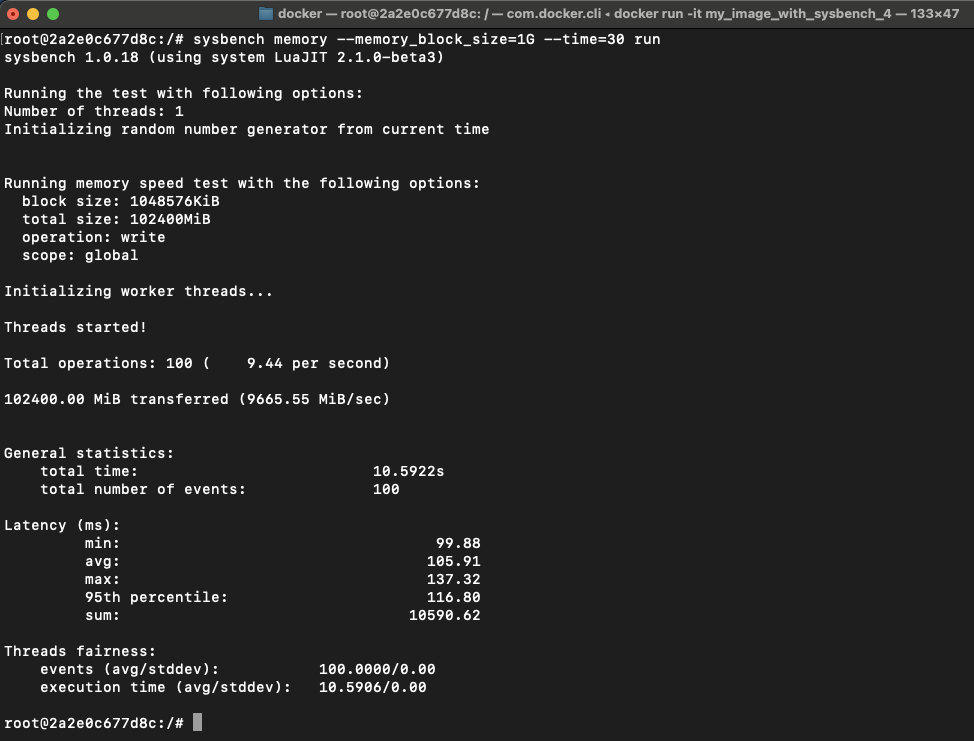 docker — root@2a2e0c677d8c: / — com.docker.cli ◂ docker run -it my_image_with_sysbench_4 — 133×47
[root@2a2e0c677d8c:/# sysbench memory --memory_block_size=1G --time=30 run
sysbench 1.0.18 (using system LuaJIT 2.1.0-beta3)
Running the test with following options:
Number of threads: 1
Initializing random number generator from current time
Running memory speed test with the following options:
block size: 1048576KiB
total size: 102400MiB
operation: write
scope: global
Initializing worker threads...
Threads started!
Total operations: 100 (    9.44 per second)
102400.00 MiB transferred (9665.55 MiB/sec)
General statistics:
total time: 10.5922s
total number of events: 100
Latency (ms):
min: 99.88
avg: 105.91
max: 137.32
95th percentile: 116.80
sum: 10590.62
Threads fairness:
events (avg/stddev): 100.0000/0.00
execution time (avg/stddev): 10.5906/0.00
root@2a2e0c677d8c:/#